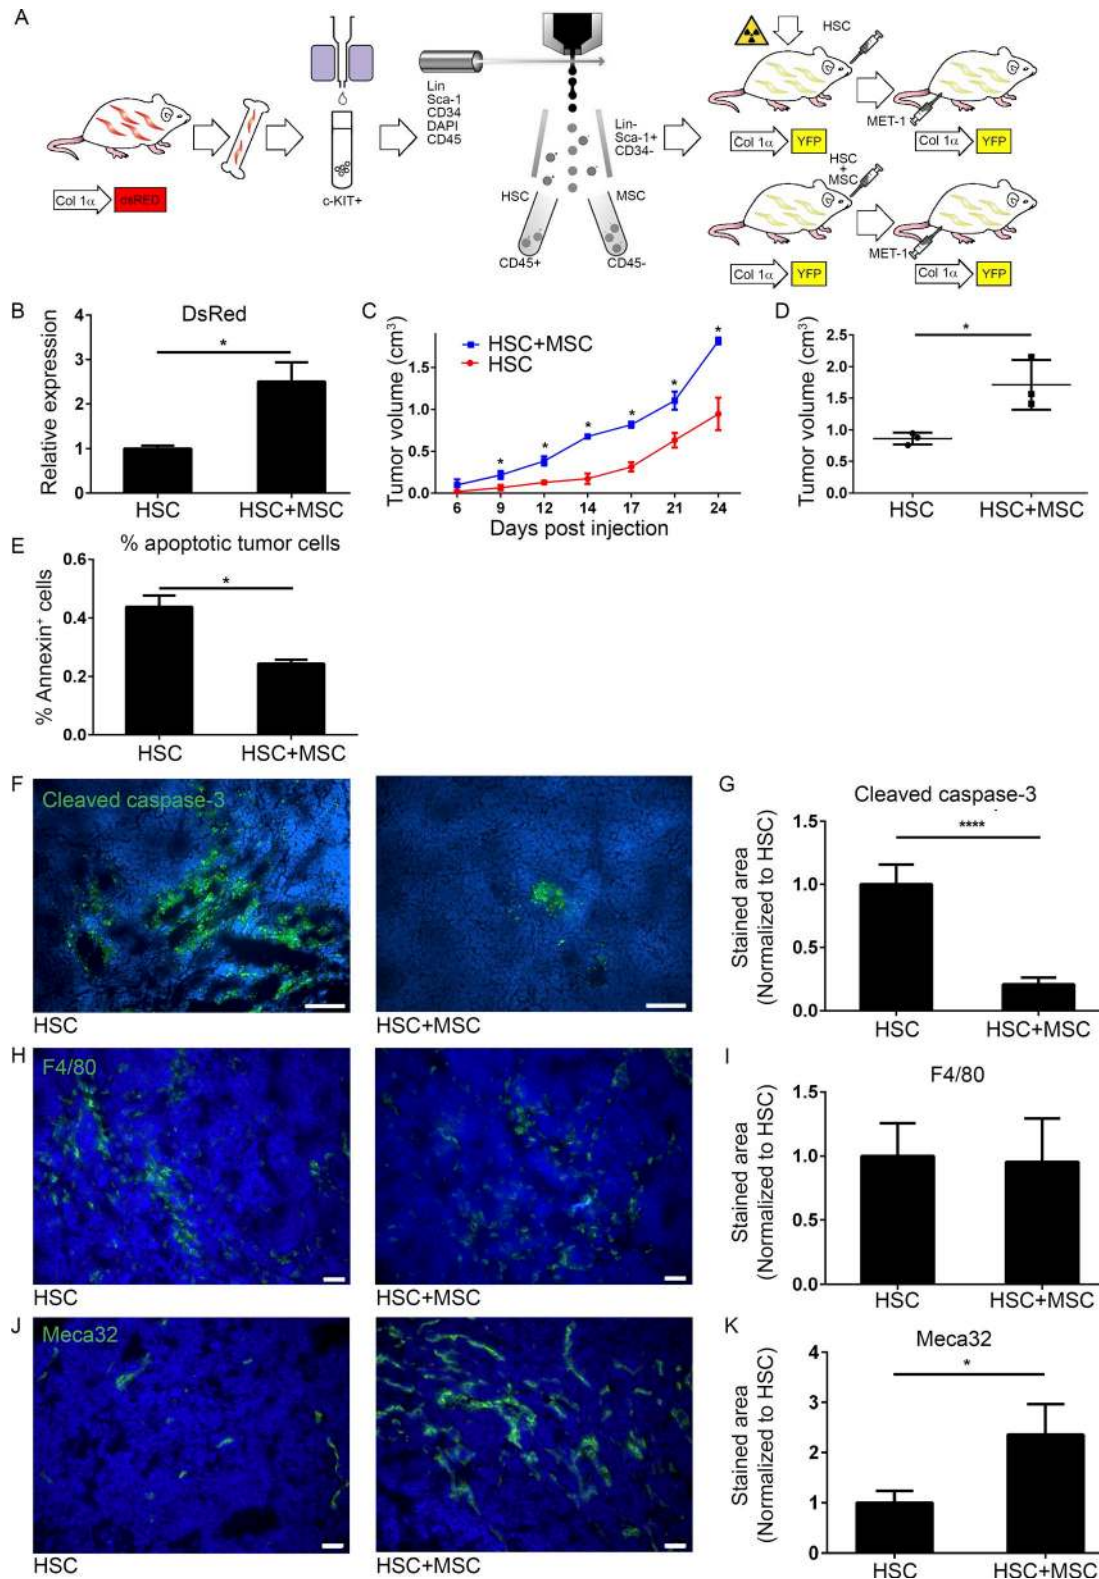 A
HSC
Lin
Sca-1
CD34
DAPI
CD45
Lin-
Sca-1+
CD34-
MET-1
Col 1α YFP
Col 1α YFP
Col 1α dsRED
c-KIT+
HSC
MSC
HSC
+
MSC
CD45+
CD45-
MET-1
Col 1α YFP
Col 1α YFP
B
DsRed
Relative expression
4
3
2
1
0
*
HSC
HSC+MSC
C
Tumor volume (cm³)
HSC+MSC
HSC
1.5
1.0
0.5
0.0
* * * * * * *
6 9 12 14 17 21 24
Days post injection
D
Tumor volume (cm³)
2.5
2.0
1.5
1.0
0.5
0.0
*
HSC
HSC+MSC
E
% apoptotic tumor cells
% Annexin⁺ cells
0.6
0.4
0.2
0.0
*
HSC
HSC+MSC
F
Cleaved caspase-3
HSC
HSC+MSC
G
Cleaved caspase-3
Stained area
(Normalized to HSC)
1.5
1.0
0.5
0.0
****
HSC
HSC+MSC
H
F4/80
HSC
HSC+MSC
I
F4/80
Stained area
(Normalized to HSC)
1.5
1.0
0.5
0.0
HSC
HSC+MSC
J
Meca32
HSC
HSC+MSC
K
Meca32
Stained area
(Normalized to HSC)
4
3
2
1
0
*
HSC
HSC+MSC